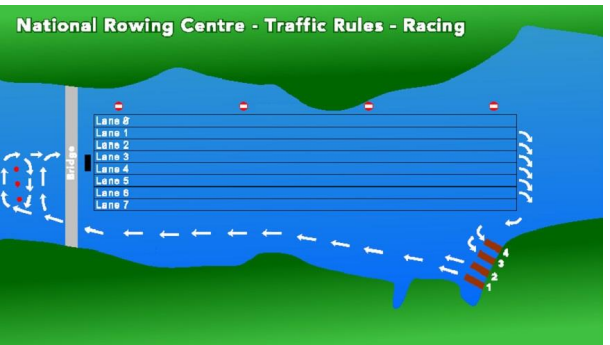 National Rowing Centre - Traffic Rules - Racing
Lane
Lane 1
Lane 2
Lane 3
Lane 4
Lane 5
Lane 6
Lane 7
Bridge
4
3
2
1